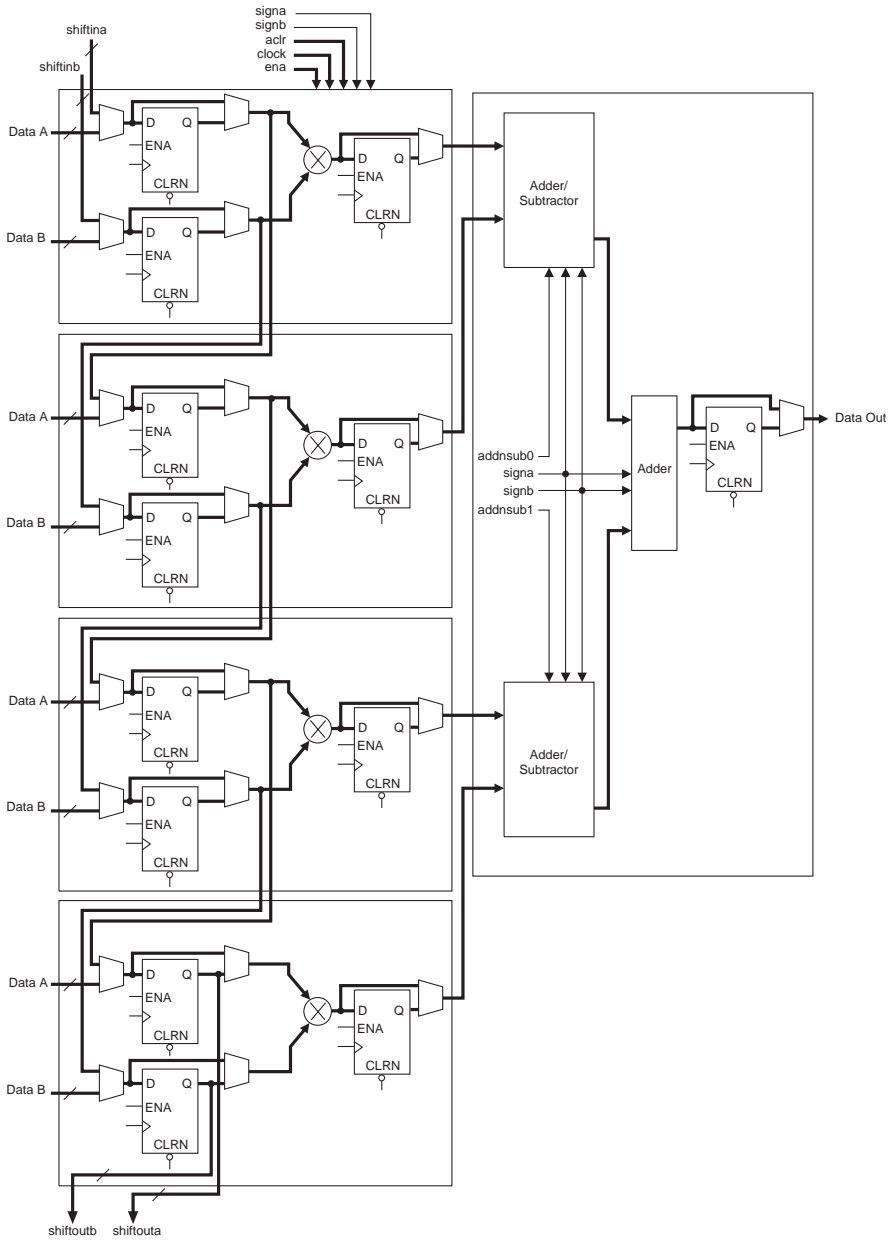 signa
signb
aclr
clock
ena
shiftina
shiftinb
Data A
D Q
ENA
CLRN
Data B
D Q
ENA
CLRN
D Q
ENA
CLRN
Adder/
Subtractor
Data A
D Q
ENA
CLRN
Data B
D Q
ENA
CLRN
D Q
ENA
CLRN
addnsub0
signa
signb
addnsub1
Adder
D Q
ENA
CLRN
Data Out
Data A
D Q
ENA
CLRN
Data B
D Q
ENA
CLRN
D Q
ENA
CLRN
Adder/
Subtractor
Data A
D Q
ENA
CLRN
Data B
D Q
ENA
CLRN
D Q
ENA
CLRN
shiftoutb
shiftouta